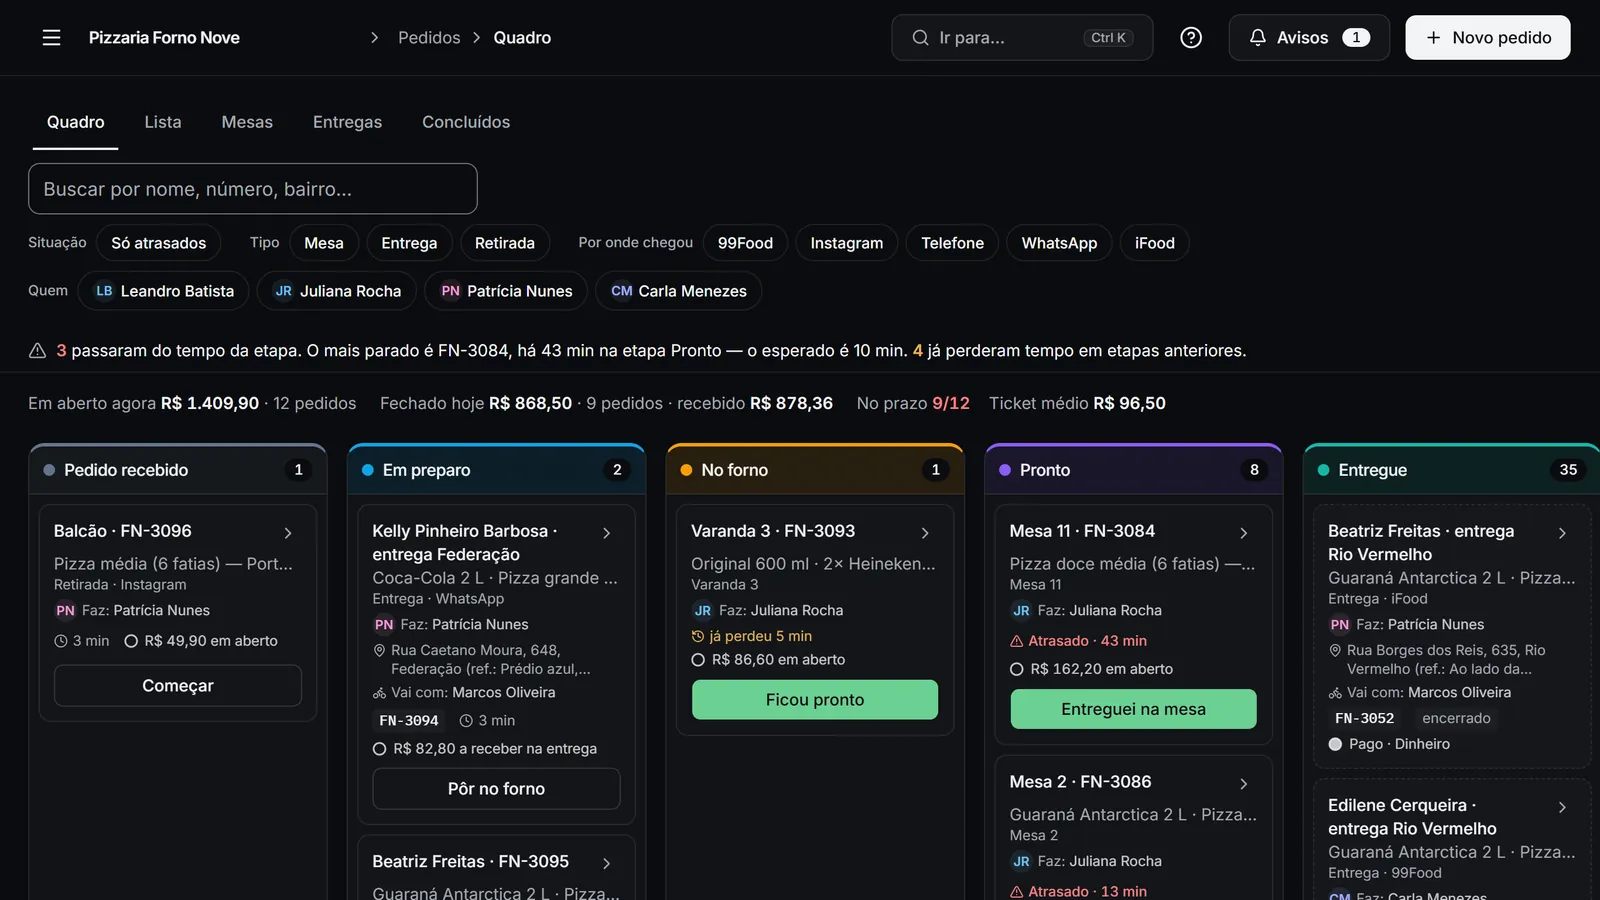 Pizzaria Forno Nove
Pedidos
Quadro
Ir para...
Ctrl K
Avisos 1
Novo pedido
Quadro
Lista
Mesas
Entregas
Concluídos
Buscar por nome, número, bairro...
Situação
Só atrasados
Tipo
Mesa
Entrega
Retirada
Por onde chegou
99Food
Instagram
Telefone
WhatsApp
iFood
Quem
LB Leandro Batista
JR Juliana Rocha
PN Patrícia Nunes
CM Carla Menezes
3 passaram do tempo da etapa. O mais parado é FN-3084, há 43 min na etapa Pronto — o esperado é 10 min. 4 já perderam tempo em etapas anteriores.
Em aberto agora R$ 1.409,90 · 12 pedidos
Fechado hoje R$ 868,50 · 9 pedidos · recebido R$ 878,36
No prazo 9/12
Ticket médio R$ 96,50
Pedido recebido 1
Balcão · FN-3096
Pizza média (6 fatias) — Port...
Retirada · Instagram
PN Faz: Patrícia Nunes
3 min
R$ 49,90 em aberto
Começar
Em preparo 2
Kelly Pinheiro Barbosa ·
entrega Federação
Coca-Cola 2 L · Pizza grande ...
Entrega · WhatsApp
PN Faz: Patrícia Nunes
Rua Caetano Moura, 648,
Federação (ref.: Prédio azul,...
Vai com: Marcos Oliveira
FN-3094
3 min
R$ 82,80 a receber na entrega
Pôr no forno
Beatriz Freitas · FN-3095
Guaraná Antarctica 2 L · Pizza...
No forno 1
Varanda 3 · FN-3093
Original 600 ml · 2× Heineken...
Varanda 3
JR Faz: Juliana Rocha
já perdeu 5 min
R$ 86,60 em aberto
Ficou pronto
Pronto 8
Mesa 11 · FN-3084
Pizza doce média (6 fatias) —...
Mesa 11
JR Faz: Juliana Rocha
Atrasado · 43 min
R$ 162,20 em aberto
Entreguei na mesa
Mesa 2 · FN-3086
Guaraná Antarctica 2 L · Pizza...
Mesa 2
JR Faz: Juliana Rocha
Atrasado · 13 min
Entregue 35
Beatriz Freitas · entrega
Rio Vermelho
Guaraná Antarctica 2 L · Pizza...
Entrega · iFood
PN Faz: Patrícia Nunes
Rua Borges dos Reis, 635, Rio
Vermelho (ref.: Ao lado da...
Vai com: Marcos Oliveira
FN-3052
encerrado
Pago · Dinheiro
Edilene Cerqueira ·
entrega Rio Vermelho
Guaraná Antarctica 2 L · Pizza...
Entrega · 99Food
CM Faz: Carla Menezes